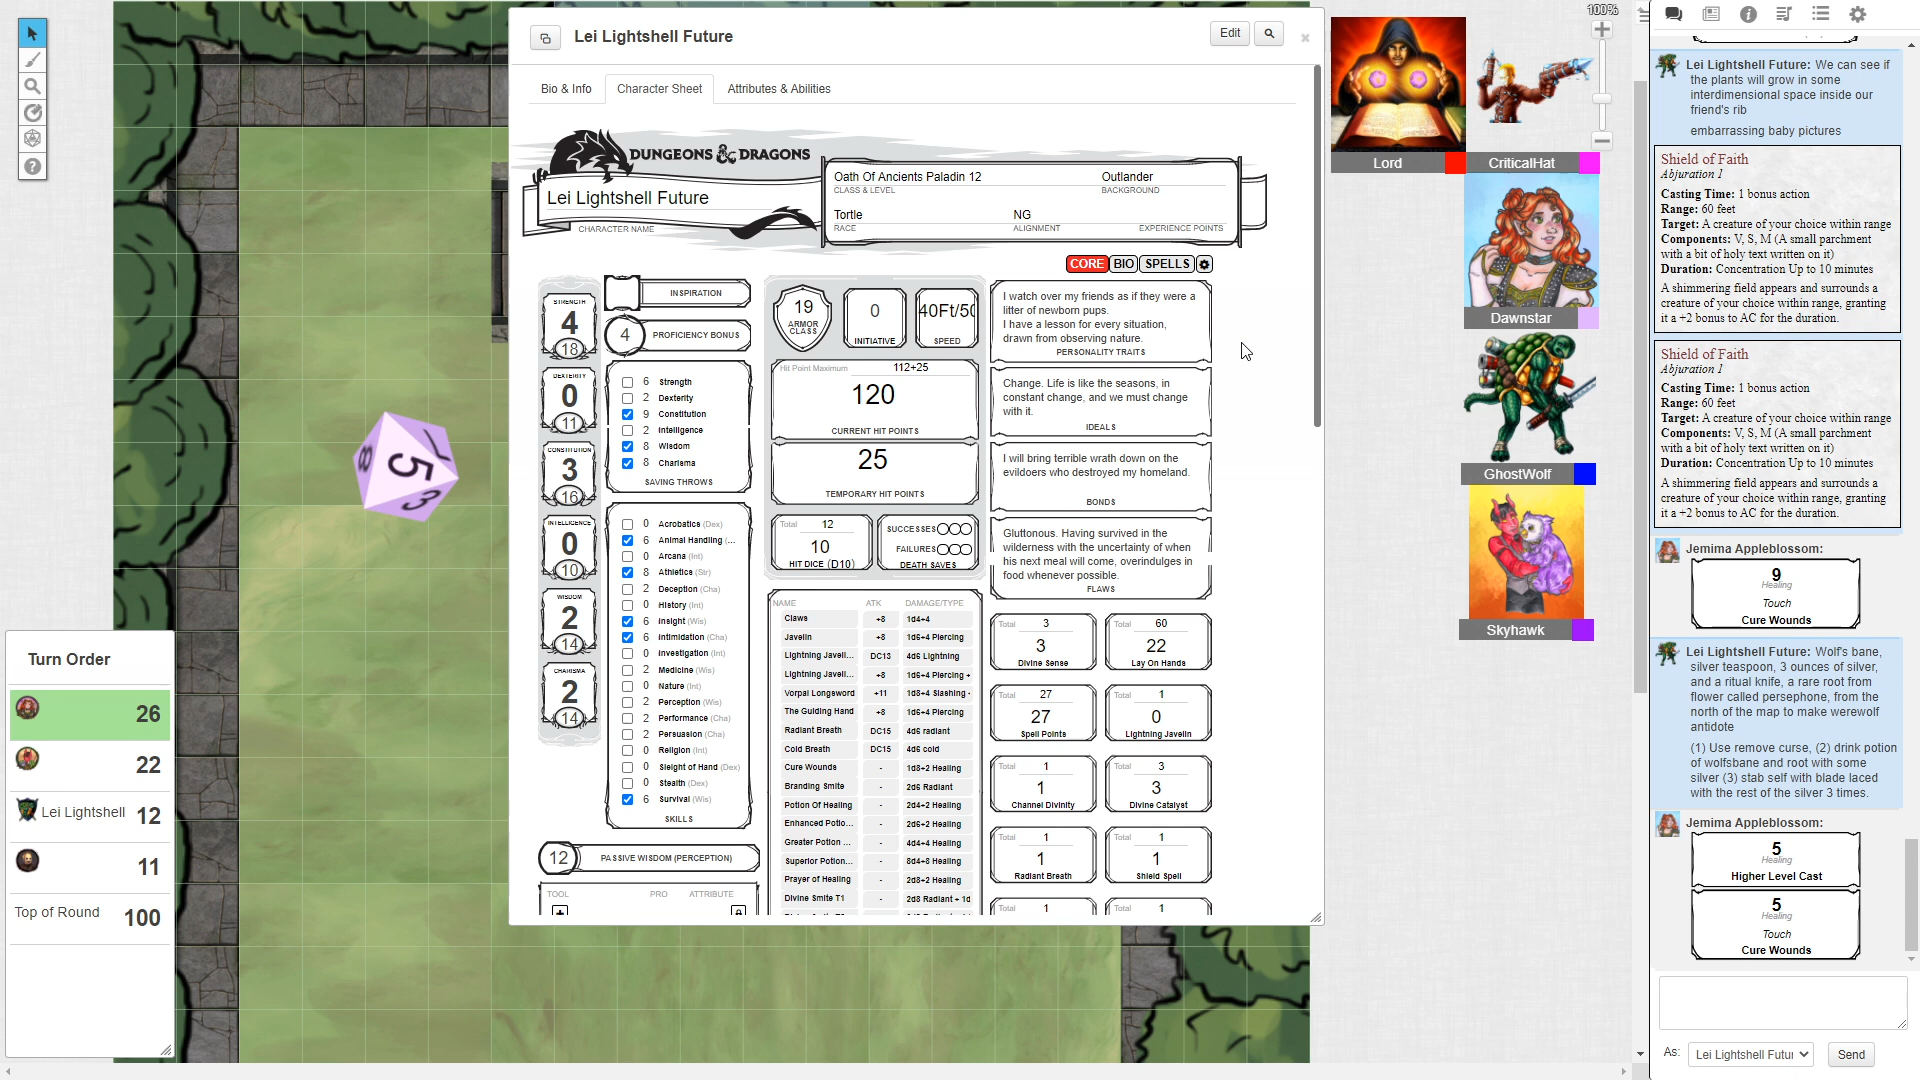 Lei Lightshell Future
Edit
Bio & Info
Character Sheet
Attributes & Abilities
DUNGEONS & DRAGONS
Lei Lightshell Future
CHARACTER NAME
Oath Of Ancients Paladin 12
Outlander
CLASS & LEVEL
BACKGROUND
Tortle
NG
RACE
ALIGNMENT
EXPERIENCE POINTS
CORE
BIO
SPELLS
STRENGTH
4
18
DEXTERITY
0
11
CONSTITUTION
3
16
INTELLIGENCE
0
10
WISDOM
2
14
CHARISMA
2
14
INSPIRATION
4 PROFICIENCY BONUS
6 Strength
2 Dexterity
9 Constitution
2 Intelligence
8 Wisdom
8 Charisma
SAVING THROWS
0 Acrobatics (Dex)
6 Animal Handling (...
0 Arcana (Int)
8 Athletics (Str)
2 Deception (Cha)
0 History (Int)
6 Insight (Wis)
6 Intimidation (Cha)
0 Investigation (Int)
2 Medicine (Wis)
0 Nature (Int)
2 Perception (Wis)
2 Performance (Cha)
2 Persuasion (Cha)
0 Religion (Int)
0 Sleight of Hand (Dex)
0 Stealth (Dex)
6 Survival (Wis)
SKILLS
12 PASSIVE WISDOM (PERCEPTION)
TOOL PRO ATTRIBUTE
19
ARMOR
CLASS
0
INITIATIVE
40Ft/50
SPEED
Hit Point Maximum 112+25
120
CURRENT HIT POINTS
25
TEMPORARY HIT POINTS
Total 12
10
HIT DICE (D10)
SUCCESSES
FAILURES
DEATH SAVES
NAME ATK DAMAGE/TYPE
Claws +8 1d4+4
Javelin +8 1d6+4 Piercing
Lightning Javeli... DC13 4d6 Lightning
Lightning Javeli... +8 1d6+4 Piercing +
Vorpal Longsword +11 1d8+4 Slashing
The Guiding Hand +8 1d6+4 Piercing
Radiant Breath DC15 4d6 radiant
Cold Breath DC15 4d6 cold
Cure Wounds - 1d8+2 Healing
Branding Smite - 2d6 Radiant
Potion Of Healing - 2d4+2 Healing
Enhanced Potio... - 2d6+2 Healing
Greater Potion ... - 4d4+4 Healing
Superior Potion... - 8d4+8 Healing
Prayer of Healing - 2d8+2 Healing
Divine Smite T1 - 2d8 Radiant + 1d
I watch over my friends as if they were a
litter of newborn pups.
I have a lesson for every situation,
drawn from observing nature.
PERSONALITY TRAITS
Change. Life is like the seasons, in
constant change, and we must change
with it.
IDEALS
I will bring terrible wrath down on the
evildoers who destroyed my homeland.
BONDS
Gluttonous. Having survived in the
wilderness with the uncertainty of when
his next meal will come, overindulges in
food whenever possible.
FLAWS
Total 3
3
Divine Sense
Total 60
22
Lay On Hands
Total 27
27
Spell Points
Total 1
0
Lightning Javelin
Total 1
1
Channel Divinity
Total 3
3
Divine Catalyst
Total 1
1
Radiant Breath
Total 1
1
Shield Spell
Total 1
Total 1
7
8
5
3
Turn Order
26
22
Lei Lightshell 12
11
Top of Round 100
100%
Lord
CriticalHat
Dawnstar
GhostWolf
Skyhawk
Lei Lightshell Future: We can see if
the plants will grow in some
interdimensional space inside our
friend's rib
embarrassing baby pictures
Shield of Faith
Abjuration 1
Casting Time: 1 bonus action
Range: 60 feet
Target: A creature of your choice within range
Components: V, S, M (A small parchment
with a bit of holy text written on it)
Duration: Concentration Up to 10 minutes
A shimmering field appears and surrounds a
creature of your choice within range, granting
it a +2 bonus to AC for the duration.
Shield of Faith
Abjuration 1
Casting Time: 1 bonus action
Range: 60 feet
Target: A creature of your choice within range
Components: V, S, M (A small parchment
with a bit of holy text written on it)
Duration: Concentration Up to 10 minutes
A shimmering field appears and surrounds a
creature of your choice within range, granting
it a +2 bonus to AC for the duration.
Jemima Appleblossom:
9
Healing
Touch
Cure Wounds
Lei Lightshell Future: Wolf's bane,
silver teaspoon, 3 ounces of silver,
and a ritual knife, a rare root from
flower called persephone, from the
north of the map to make werewolf
antidote
(1) Use remove curse, (2) drink potion
of wolfsbane and root with some
silver (3) stab self with blade laced
with the rest of the silver 3 times.
Jemima Appleblossom:
5
Healing
Higher Level Cast
5
Healing
Touch
Cure Wounds
As: Lei Lightshell Futur
Send